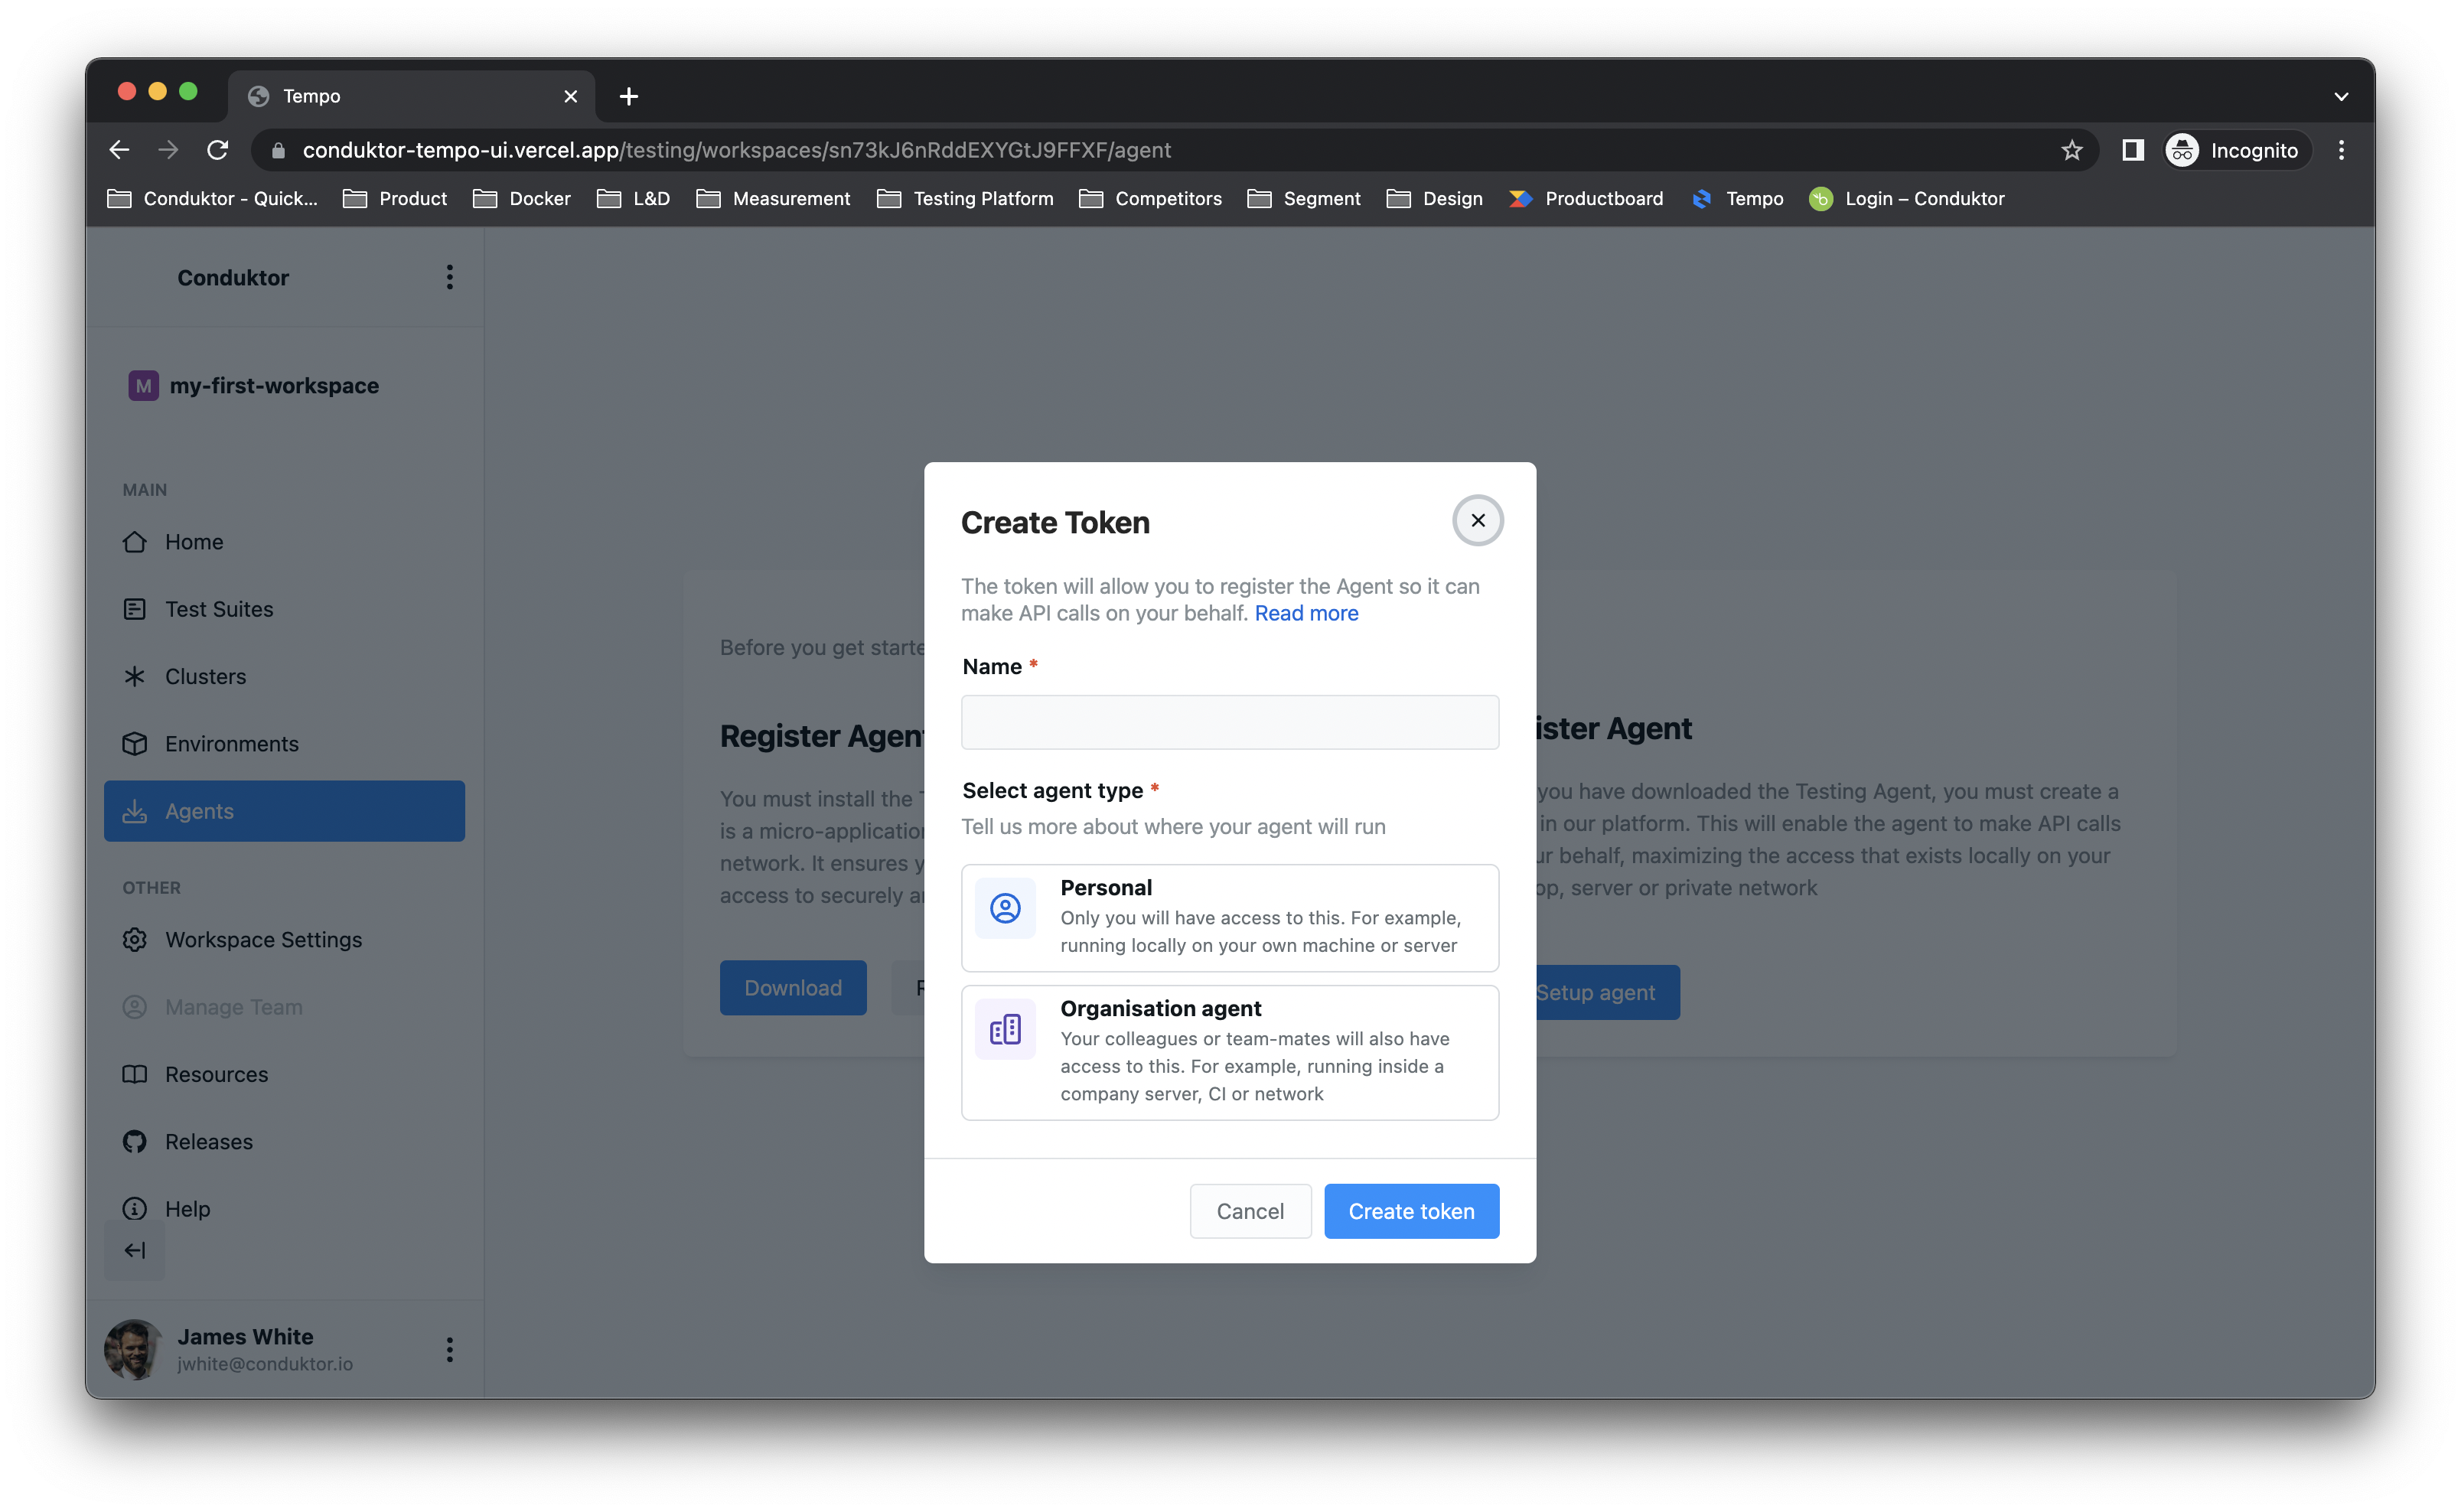 Tempo
conduktor-tempo-ui.vercel.app/testing/workspaces/sn73kJ6nRddEXYGtJ9FFXF/agent
Incognito
Conduktor - Quick...
Product
Docker
L&D
Measurement
Testing Platform
Competitors
Segment
Design
Productboard
Tempo
Login – Conduktor
Conduktor
M
my-first-workspace
MAIN
Home
Test Suites
Clusters
Environments
Agents
OTHER
Workspace Settings
Manage Team
Resources
Releases
Help
James White
jwhite@conduktor.io
Before you get starte
Register Agent
You must install the
is a micro-application
network. It ensures y
access to securely a
Download
Create Token
The token will allow you to register the Agent so it can
make API calls on your behalf. Read more
Name *
Select agent type *
Tell us more about where your agent will run
Personal
Only you will have access to this. For example,
running locally on your own machine or server
Organisation agent
Your colleagues or team-mates will also have
access to this. For example, running inside a
company server, CI or network
Cancel
Create token
ister Agent
you have downloaded the Testing Agent, you must create a
in our platform. This will enable the agent to make API calls
ur behalf, maximizing the access that exists locally on your
op, server or private network
Setup agent